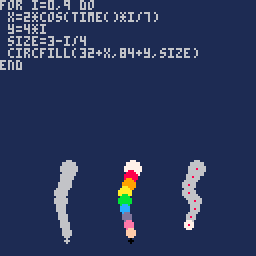 FOR I=0,9 DO
X=2*COS(TIME()*I/7)
Y=4*I
SIZE=3-I/4
CIRCFILL(32+X,84+Y,SIZE)
END